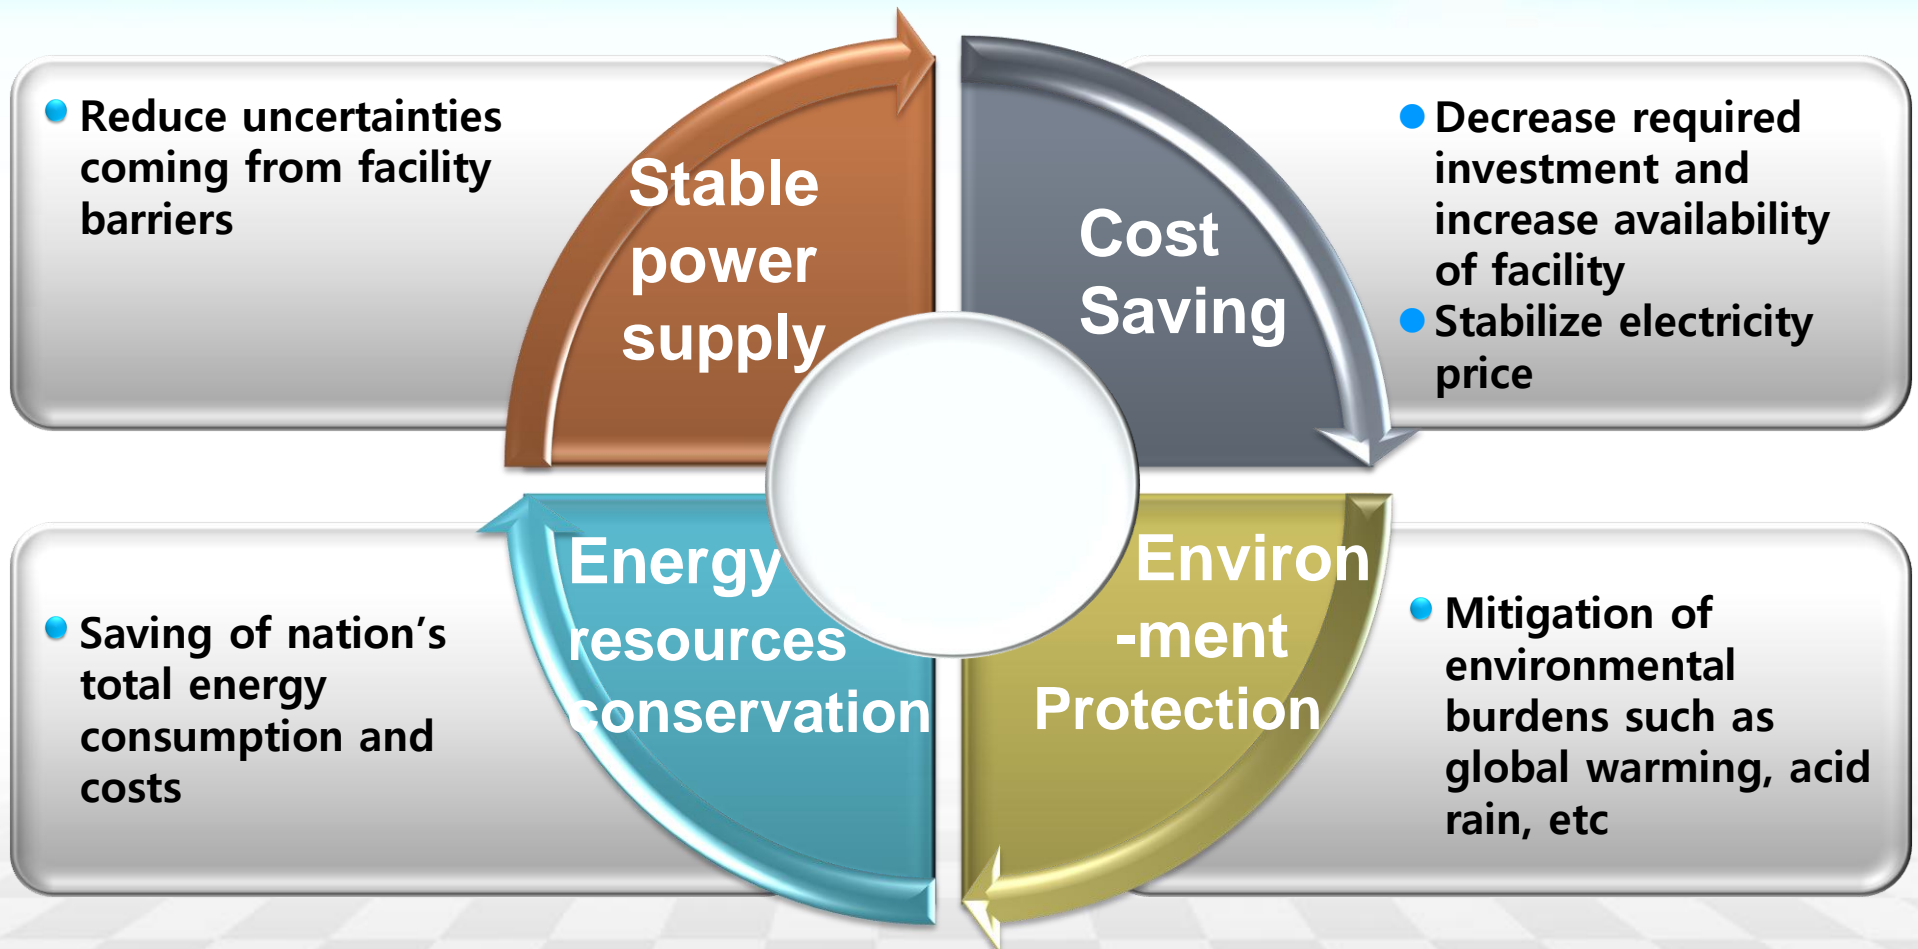 • Reduce uncertainties
coming from facility
barriers
Stable
power
supply
Cost
Saving
• Decrease required
investment and
increase availability
of facility
• Stabilize electricity
price
• Saving of nation’s
total energy
consumption and
costs
Energy
resources
conservation
Environ
-ment
Protection
• Mitigation of
environmental
burdens such as
global warming, acid
rain, etc